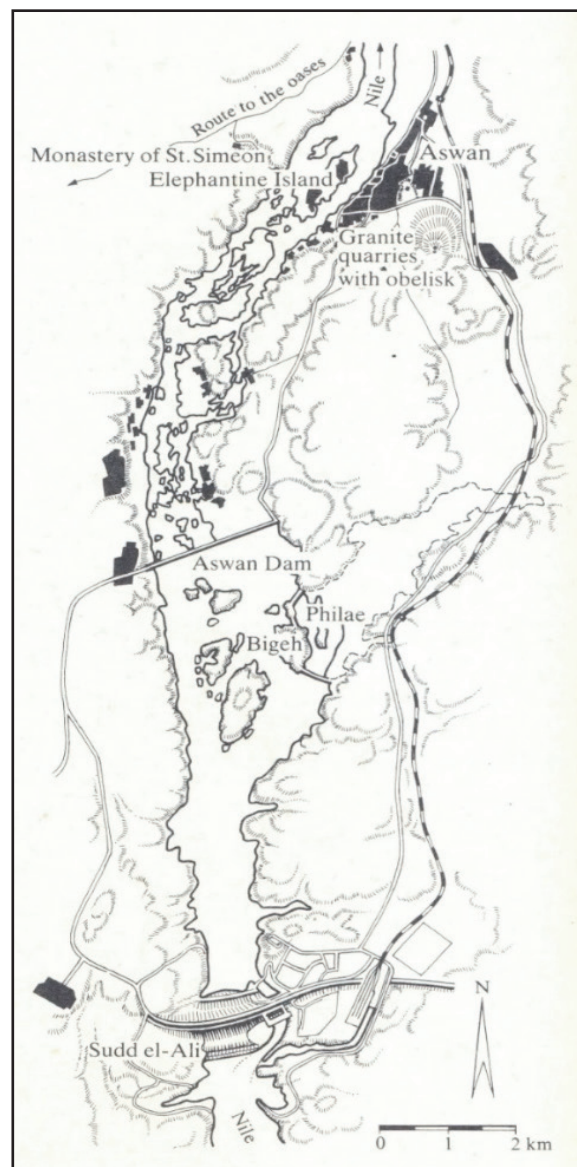 Nile
Route to the oases
Monastery of St. Simeon
Aswan
Elephantine Island
Granite
quarries
with obelisk
Aswan Dam
Philae
Bigeh
N
Sudd el-Ali
Nile
0 1 2 km